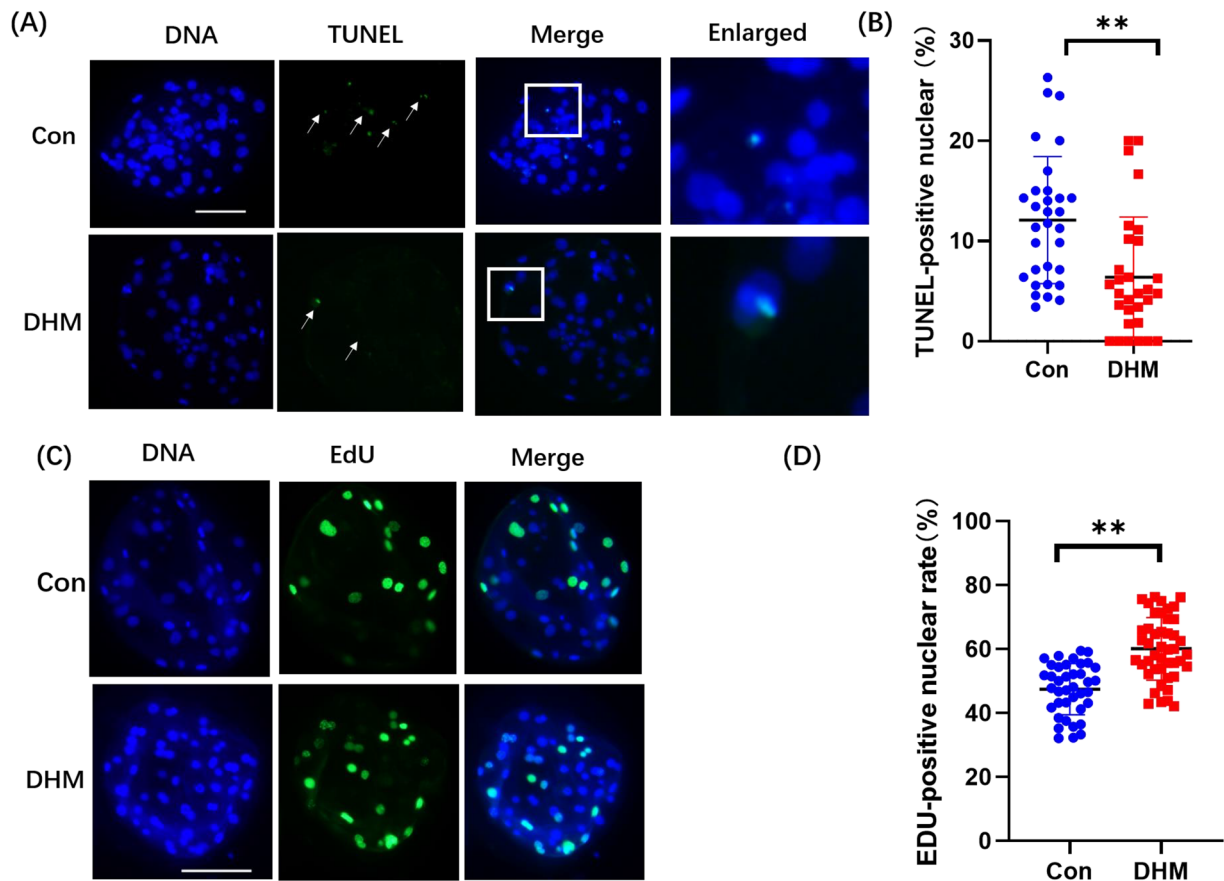 (A)
DNA TUNEL Merge Enlarged
Con
DHM
(B)
**
TUNEL-positive nuclear (%)
30
20
10
0
Con DHM
(C)
DNA EdU Merge
Con
DHM
(D)
**
EDU-positive nuclear rate(%)
100
80
60
40
20
0
Con DHM